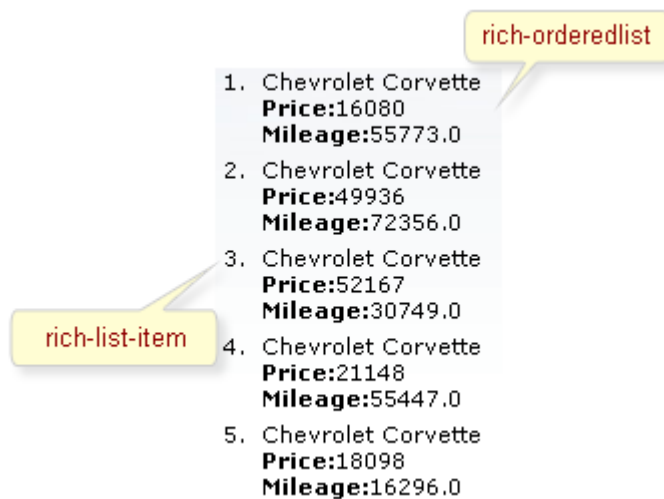 rich-orderedlist
1. Chevrolet Corvette
Price:16080
Mileage:55773.0
2. Chevrolet Corvette
Price:49936
Mileage:72356.0
3. Chevrolet Corvette
Price:52167
Mileage:30749.0
rich-list-item
4. Chevrolet Corvette
Price:21148
Mileage:55447.0
5. Chevrolet Corvette
Price:18098
Mileage:16296.0